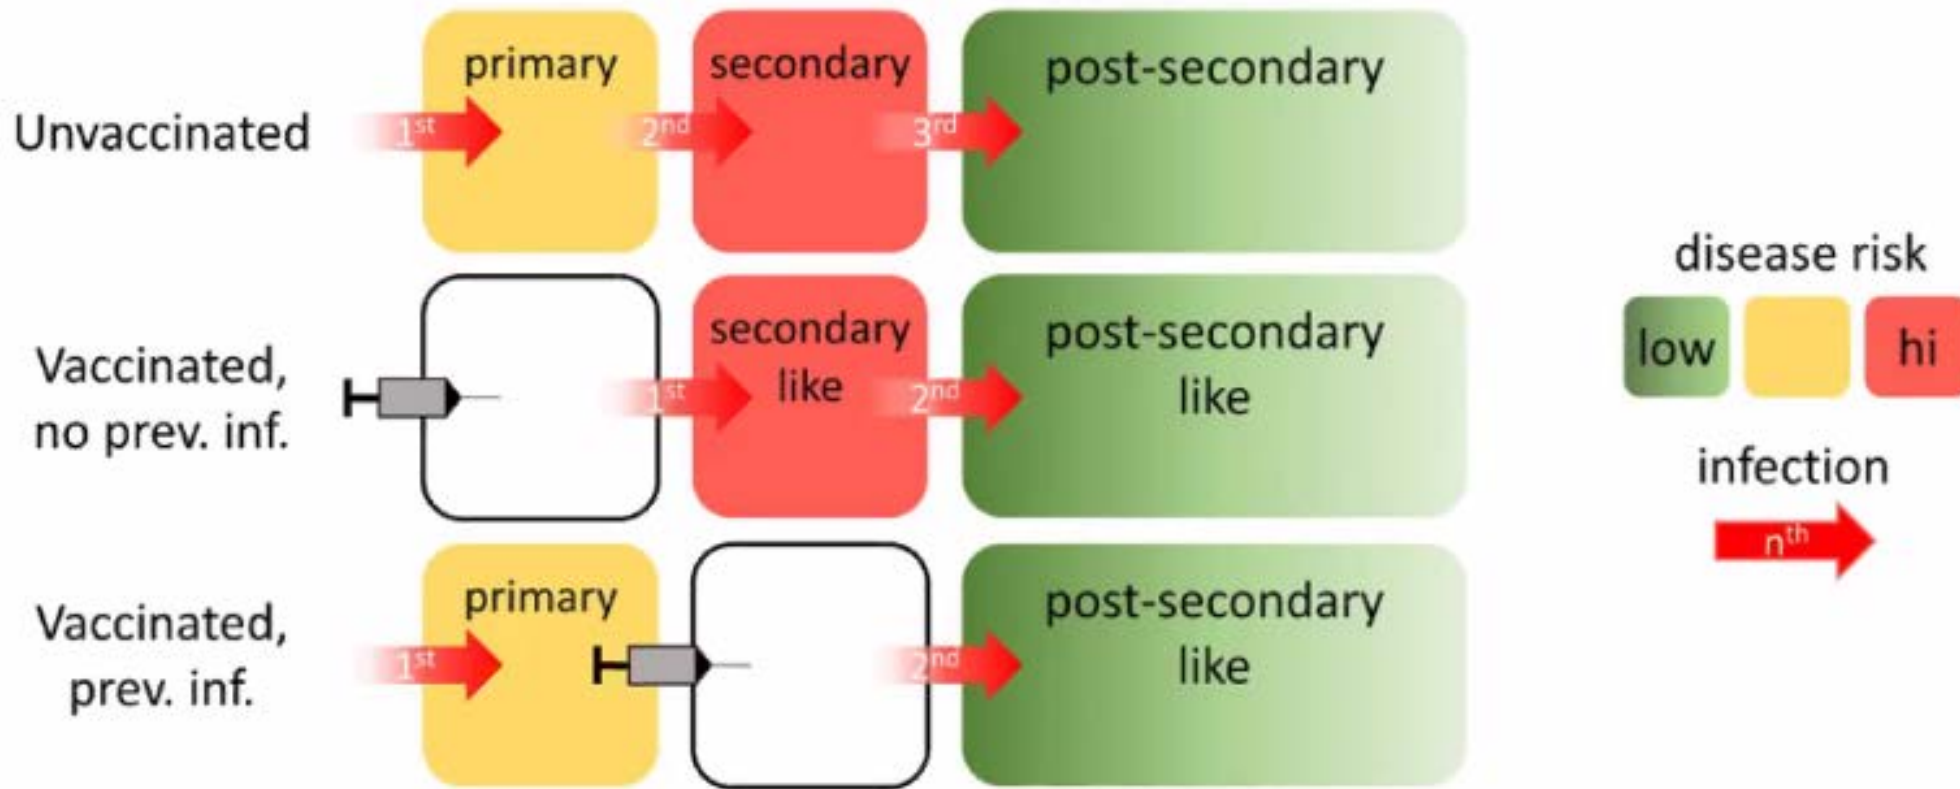 primary
secondary
post-secondary
Unvaccinated
1st
2nd
3rd
Vaccinated,
no prev. inf.
1st
secondary
like
2nd
post-secondary
like
Vaccinated,
prev. inf.
primary
1st
2nd
post-secondary
like
disease risk
low
hi
infection
nth